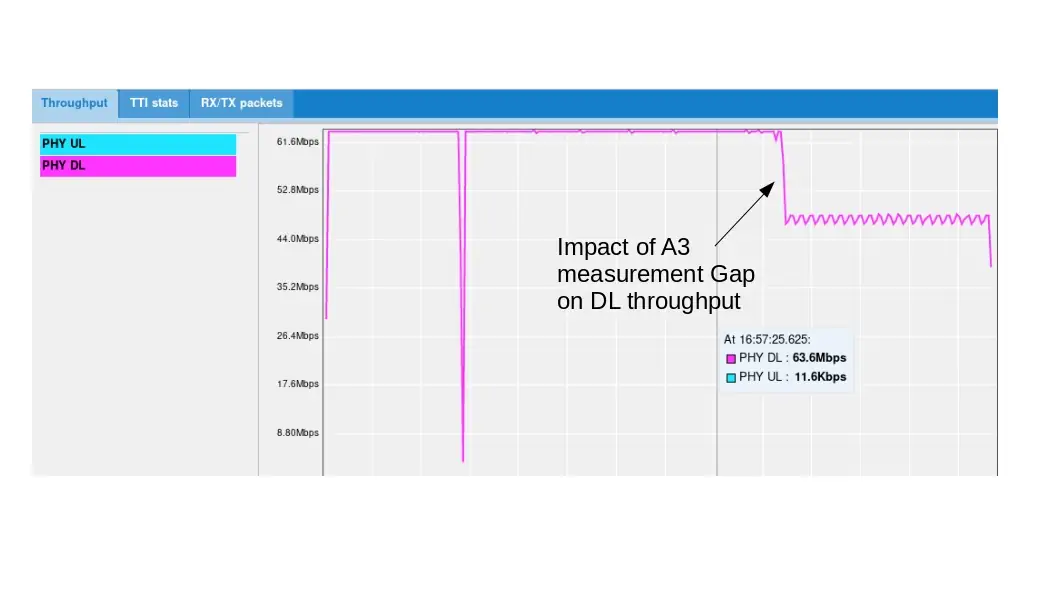 Throughput TTI stats RX/TX packets
PHY UL
PHY DL
61.6Mbps
52.8Mbps
44.0Mbps
35.2Mbps
26.4Mbps
17.6Mbps
8.80Mbps
Impact of A3
measurement Gap
on DL throughput
At 16:57:25.625:
PHY DL : 63.6Mbps
PHY UL : 11.6Kbps